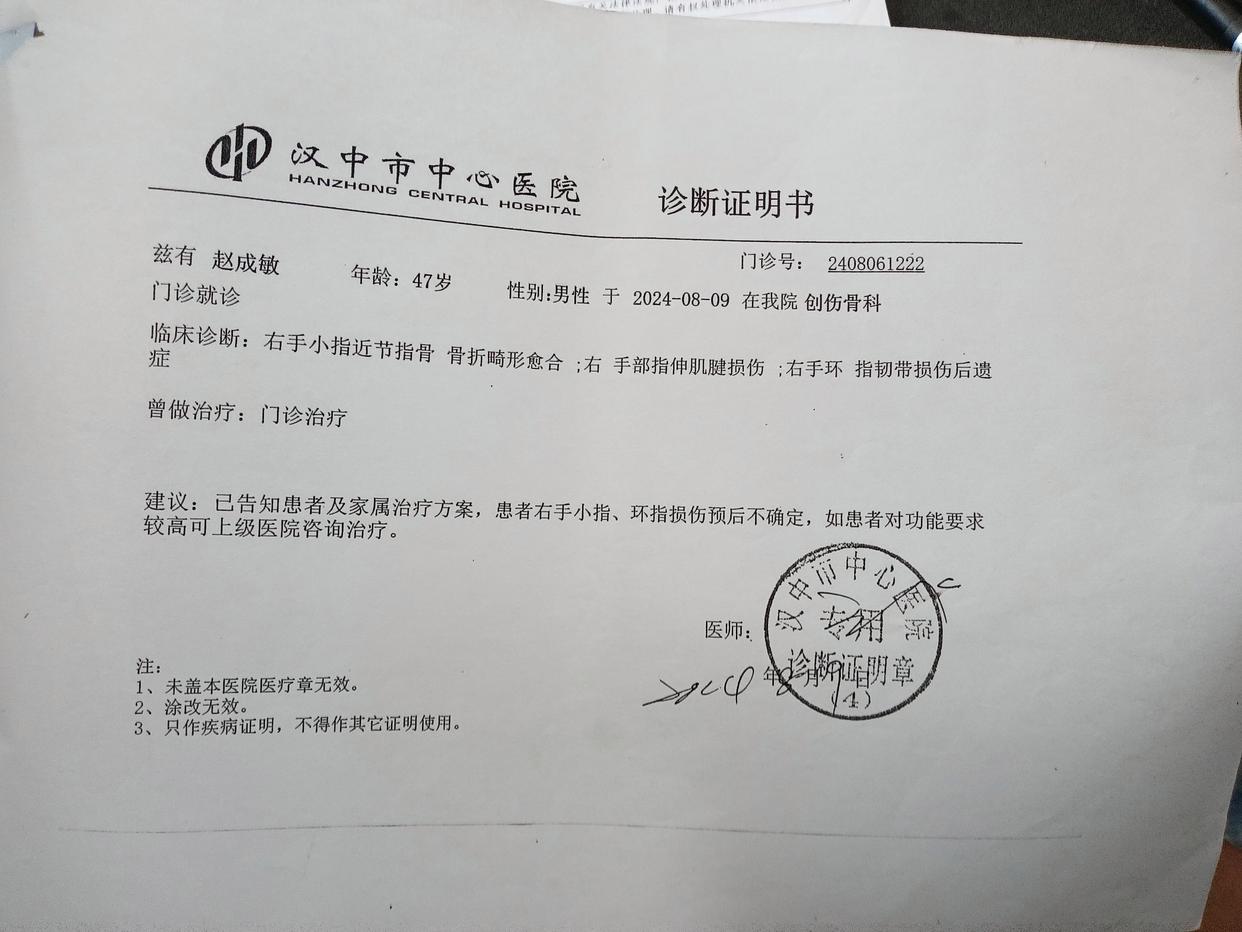 汉中市中心医院
HANZHONG CENTRAL HOSPITAL
诊断证明书
门诊号: 2408061222
兹有 赵成敏 年龄: 47岁 性别:男性 于 2024-08-09 在我院 创伤骨科
门诊就诊
临床诊断: 右手小指近节指骨 骨折畸形愈合 ;右 手部指伸肌腱损伤 ;右手环 指韧带损伤后遗
症
曾做治疗: 门诊治疗
建议: 已告知患者及家属治疗方案, 患者右手小指、环指损伤预后不确定, 如患者对功能要求
较高可上级医院咨询治疗。
医师:
年8月9日
汉中市中心医院
专用
诊断证明章
(4)
注:
1、未盖本医院医疗章无效。
2、涂改无效。
3、只作疾病证明, 不得作其它证明使用。